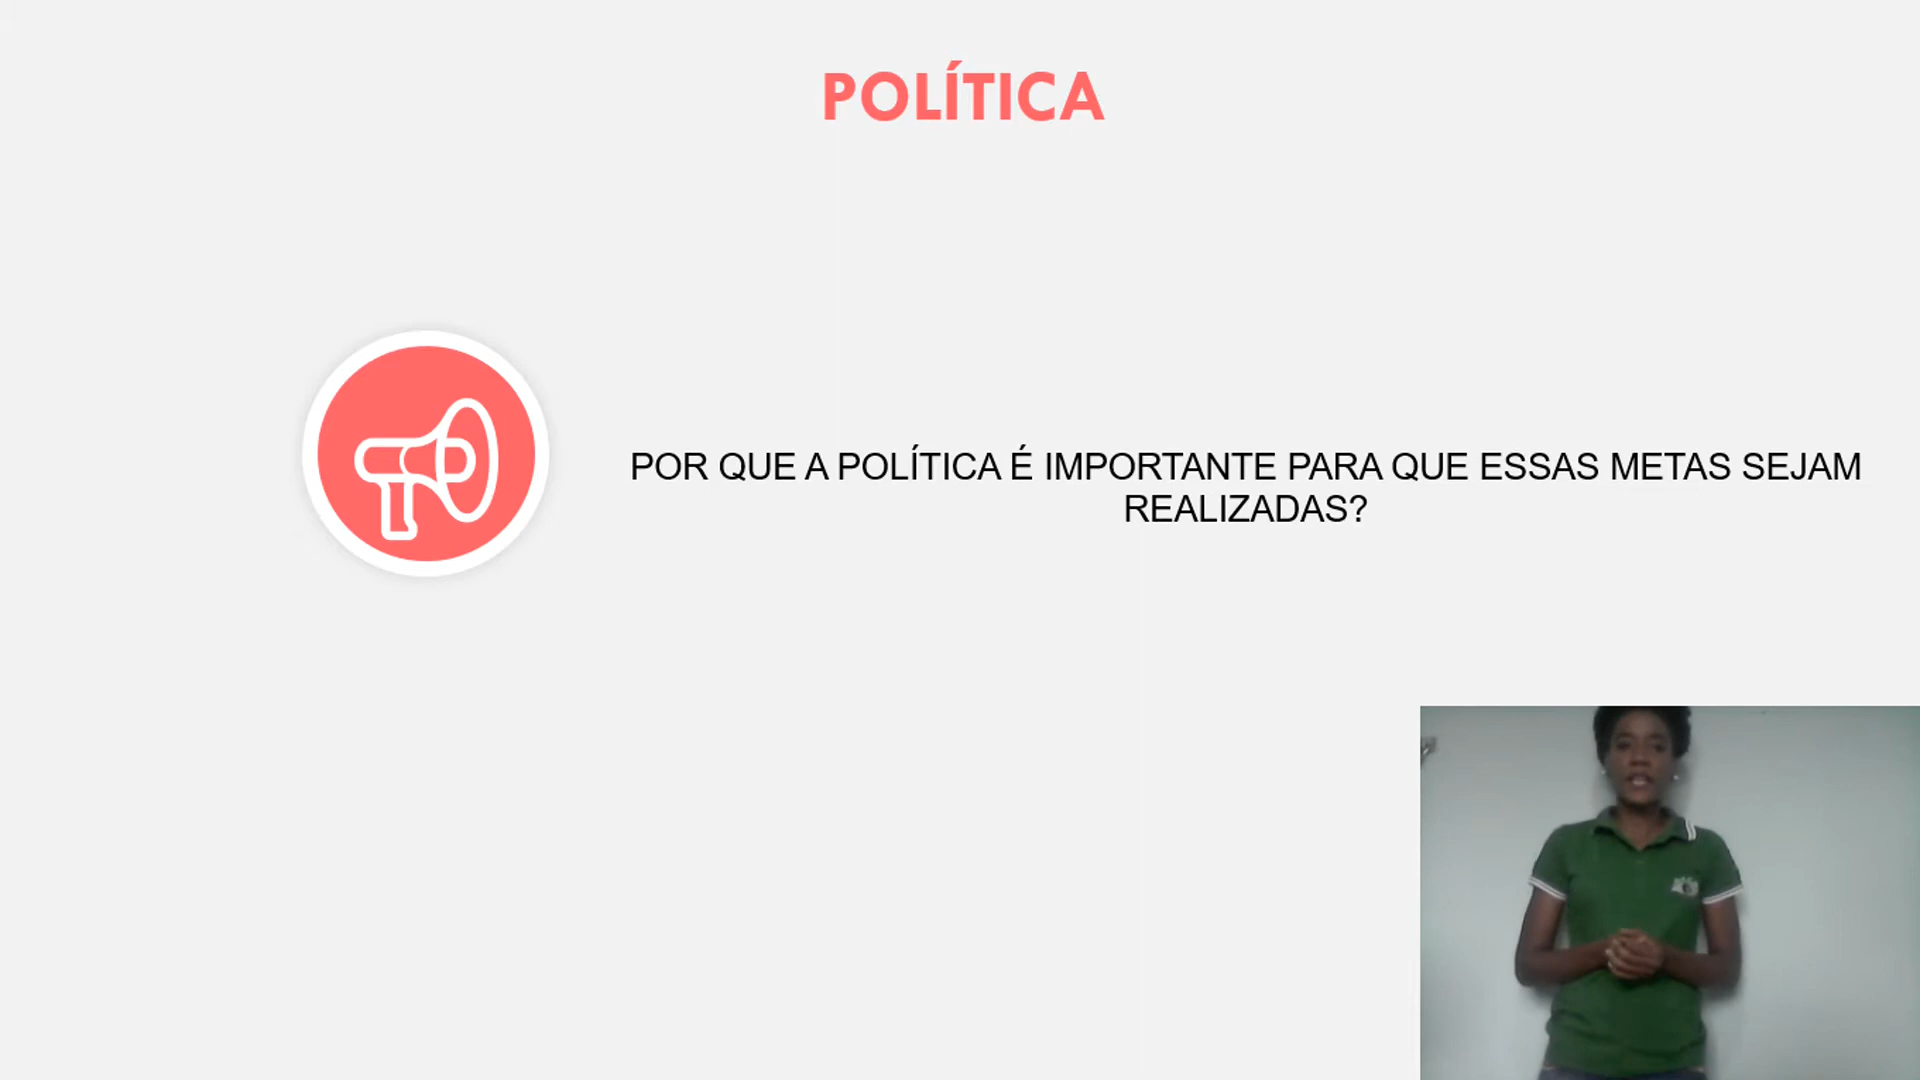 POLÍTICA
POR QUE A POLÍTICA É IMPORTANTE PARA QUE ESSAS METAS SEJAM
REALIZADAS?